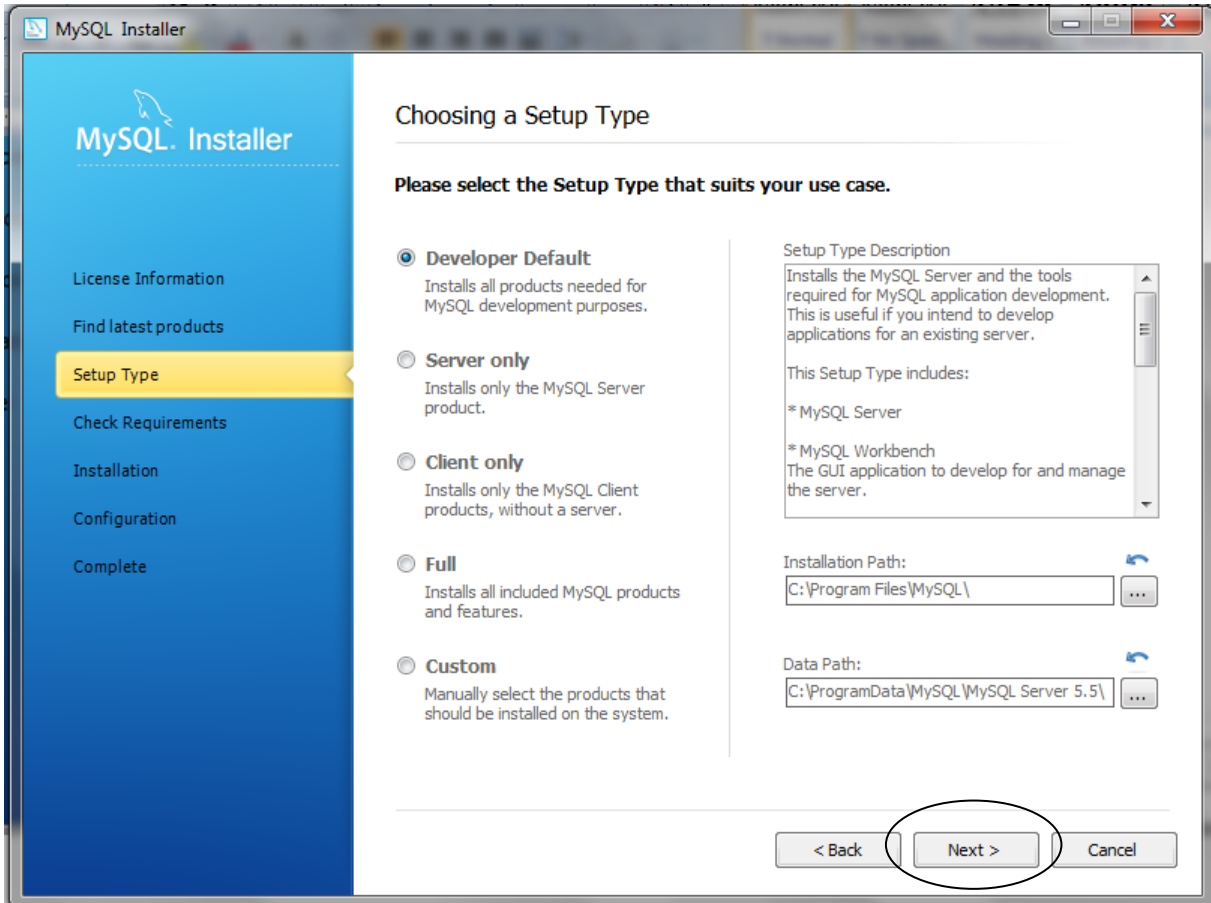 MySQL Installer
MySQL. Installer
License Information
Find latest products
Setup Type
Check Requirements
Installation
Configuration
Complete
Choosing a Setup Type
Please select the Setup Type that suits your use case.
Developer Default
Installs all products needed for
MySQL development purposes.
Server only
Installs only the MySQL Server
product.
Client only
Installs only the MySQL Client
products, without a server.
Full
Installs all included MySQL products
and features.
Custom
Manually select the products that
should be installed on the system.
Setup Type Description
Installs the MySQL Server and the tools
required for MySQL application development.
This is useful if you intend to develop
applications for an existing server.
This Setup Type includes:
* MySQL Server
* MySQL Workbench
The GUI application to develop for and manage
the server.
Installation Path:
C:\Program Files\MySQL\
...
Data Path:
C:\ProgramData\MySQL\MySQL Server 5.5\
...
< Back
Next >
Cancel